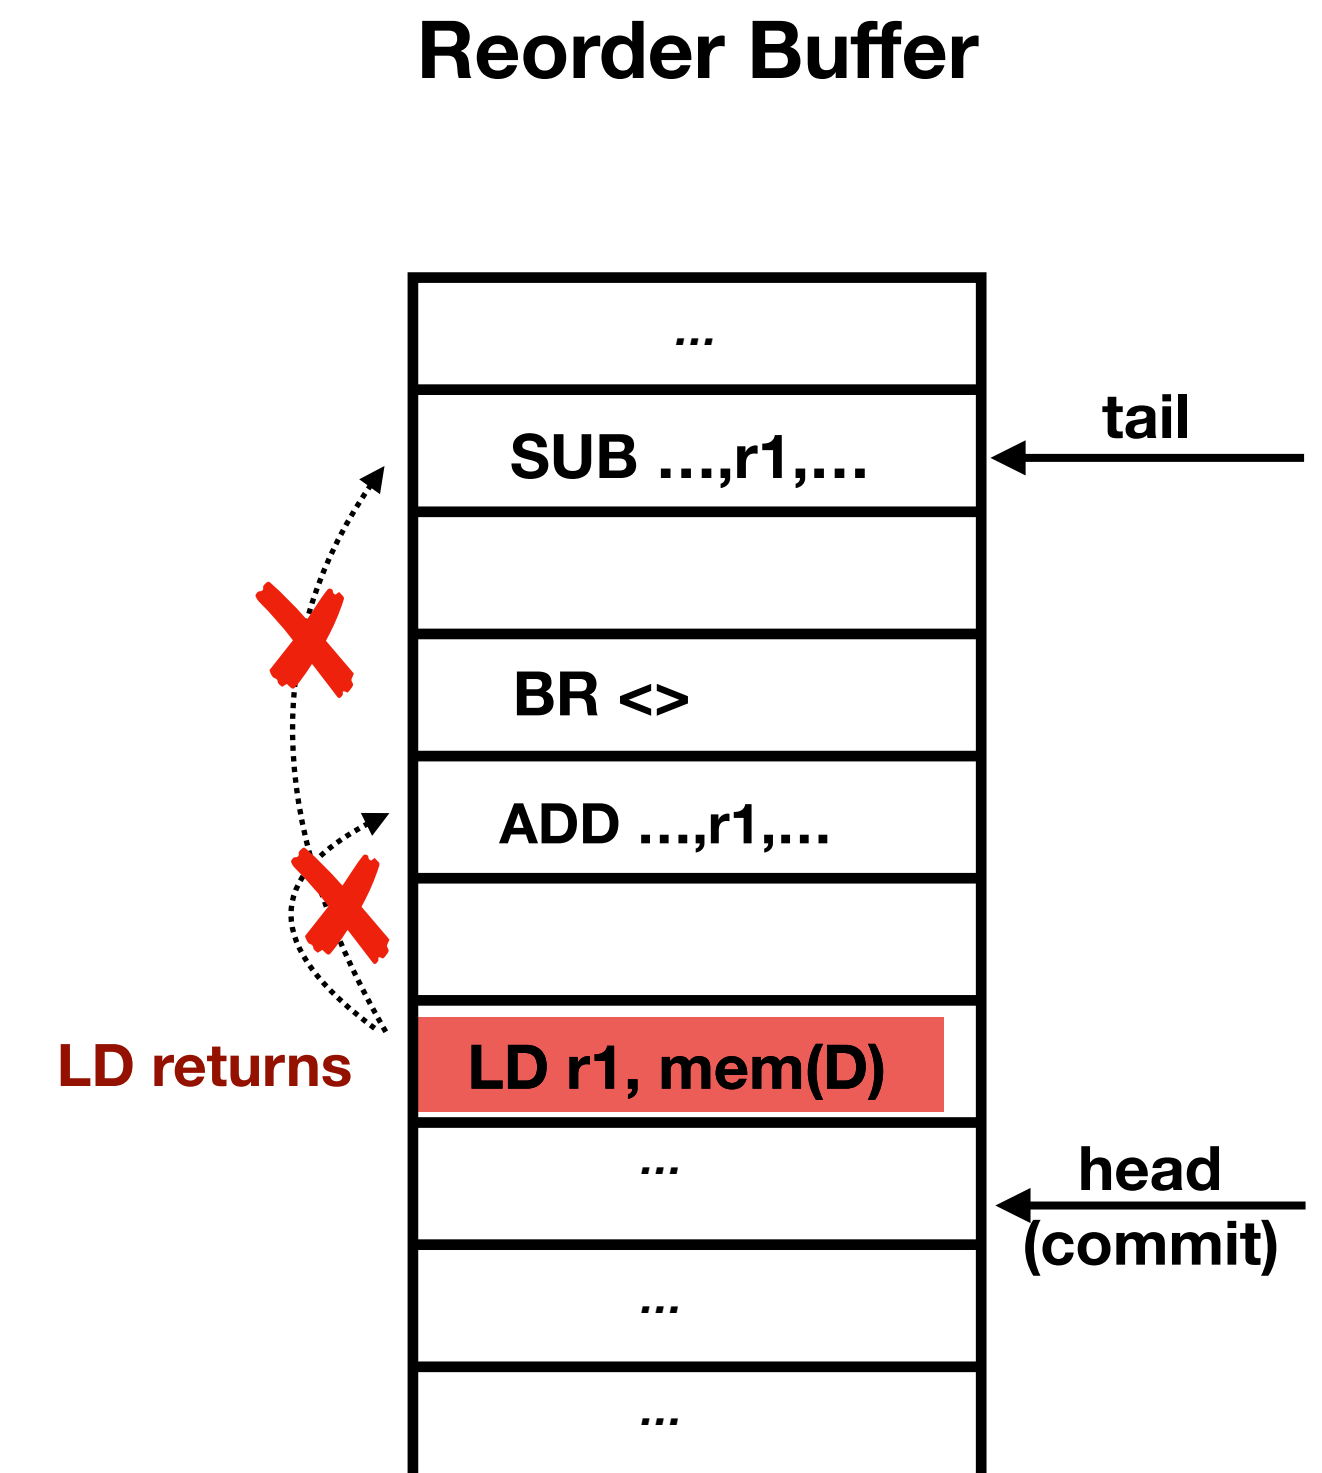 Reorder Buffer
...
SUB ...,r1,...
tail
BR <>
ADD ...,r1,...
LD returns
LD r1, mem(D)
...
head
(commit)
...
...